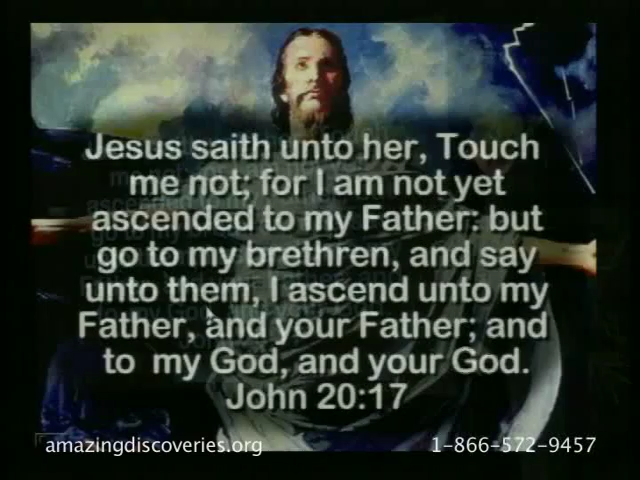 Jesus saith unto her, Touch
me not; for I am not yet
ascended to my Father: but
go to my brethren, and say
unto them, I ascend unto my
Father, and your Father; and
to my God, and your God.
John 20:17
amazingdiscoveries.org 1-866-572-9457